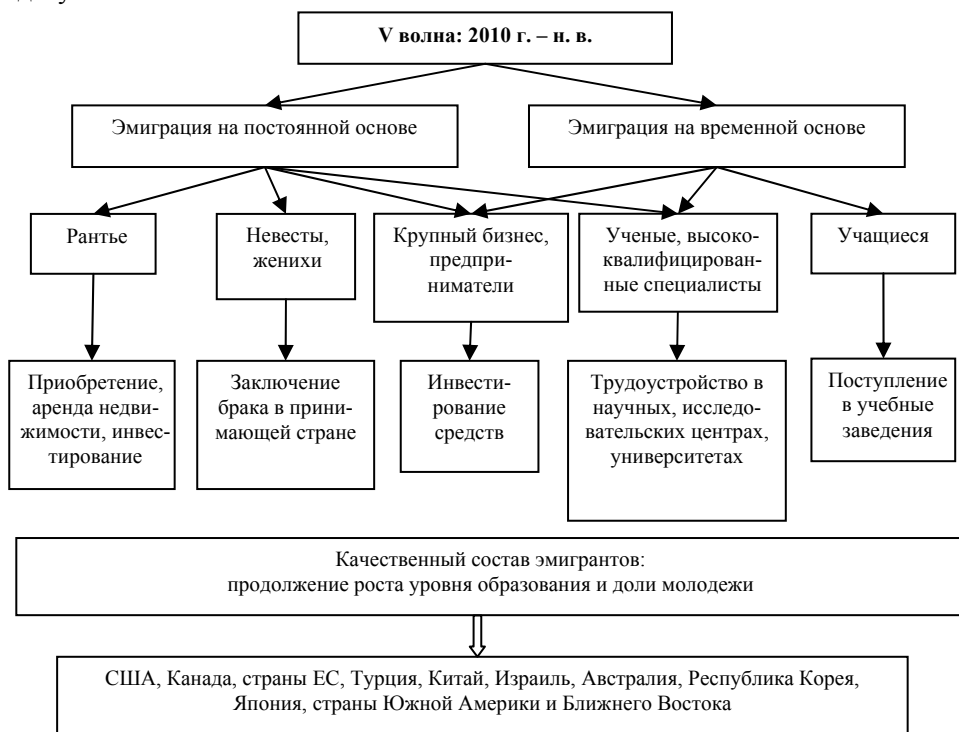 V волна: 2010 г. – н. в.
Эмиграция на постоянной основе
Эмиграция на временной основе
Рантье
Невесты,
женихи
Крупный бизнес,
предпри-
ниматели
Ученые, высоко-
квалифицирован-
ные специалисты
Учащиеся
Приобретение,
аренда недви-
жимости, инвес-
тирование
Заключение
брака в прини-
мающей стране
Инвести-
рование
средств
Трудоустройство в
научных, исследо-
вательских центрах,
университетах
Поступление
в учебные
заведения
Качественный состав эмигрантов:
продолжение роста уровня образования и доли молодежи
США, Канада, страны ЕС, Турция, Китай, Израиль, Австралия, Республика Корея,
Япония, страны Южной Америки и Ближнего Востока